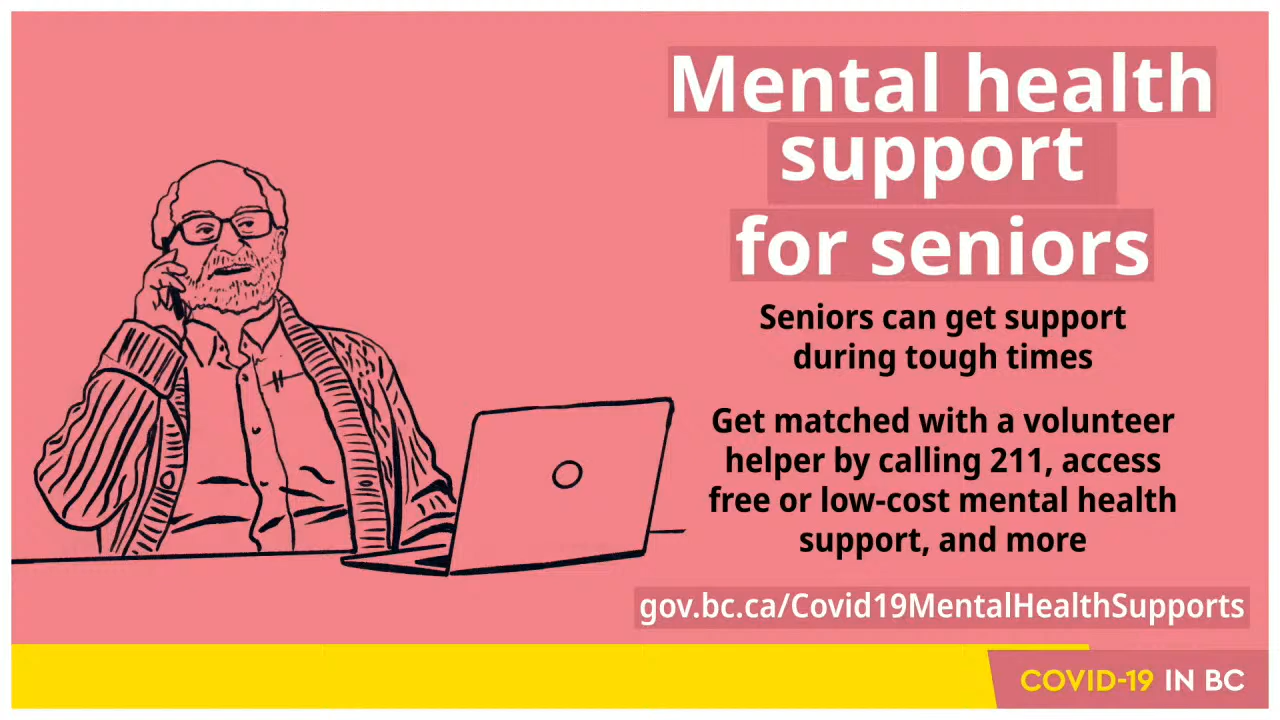 Mental health
support
for seniors
Seniors can get support
during tough times
Get matched with a volunteer
helper by calling 211, access
free or low-cost mental health
support, and more
gov.bc.ca/Covid19MentalHealthSupports
COVID-19 IN BC